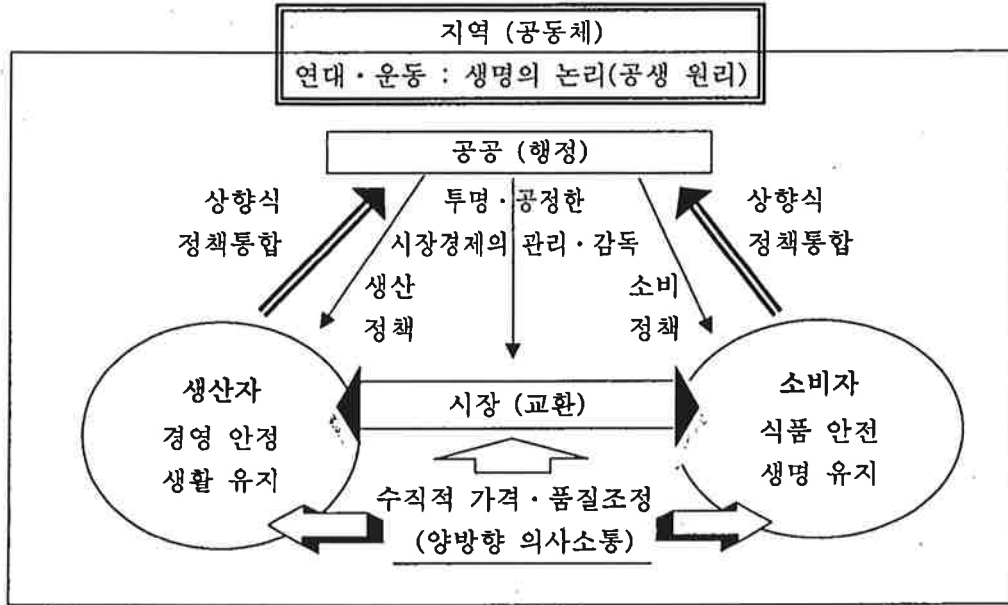 지역 (공동체)
연대·운동 : 생명의 논리(공생 원리)
공공 (행정)
상향식
정책통합
투명·공정한
시장경제의 관리·감독
상향식
정책통합
생산
정책
소비
정책
생산자
경영 안정
생활 유지
시장 (교환)
소비자
식품 안전
생명 유지
수직적 가격·품질조정
(양방향 의사소통)